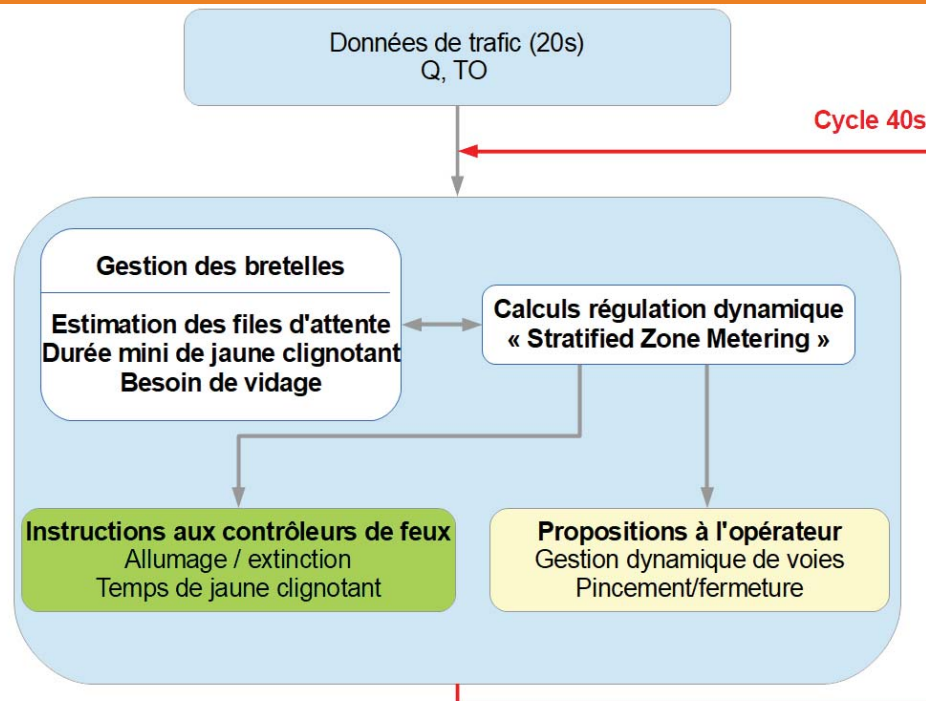 Données de trafic (20s)
Q, TO
Cycle 40s
Gestion des bretelles
Estimation des files d'attente
Durée mini de jaune clignotant
Besoin de vidage
Calculs régulation dynamique
« Stratified Zone Metering »
Instructions aux contrôleurs de feux
Allumage / extinction
Temps de jaune clignotant
Propositions à l'opérateur
Gestion dynamique de voies
Pincement/fermeture